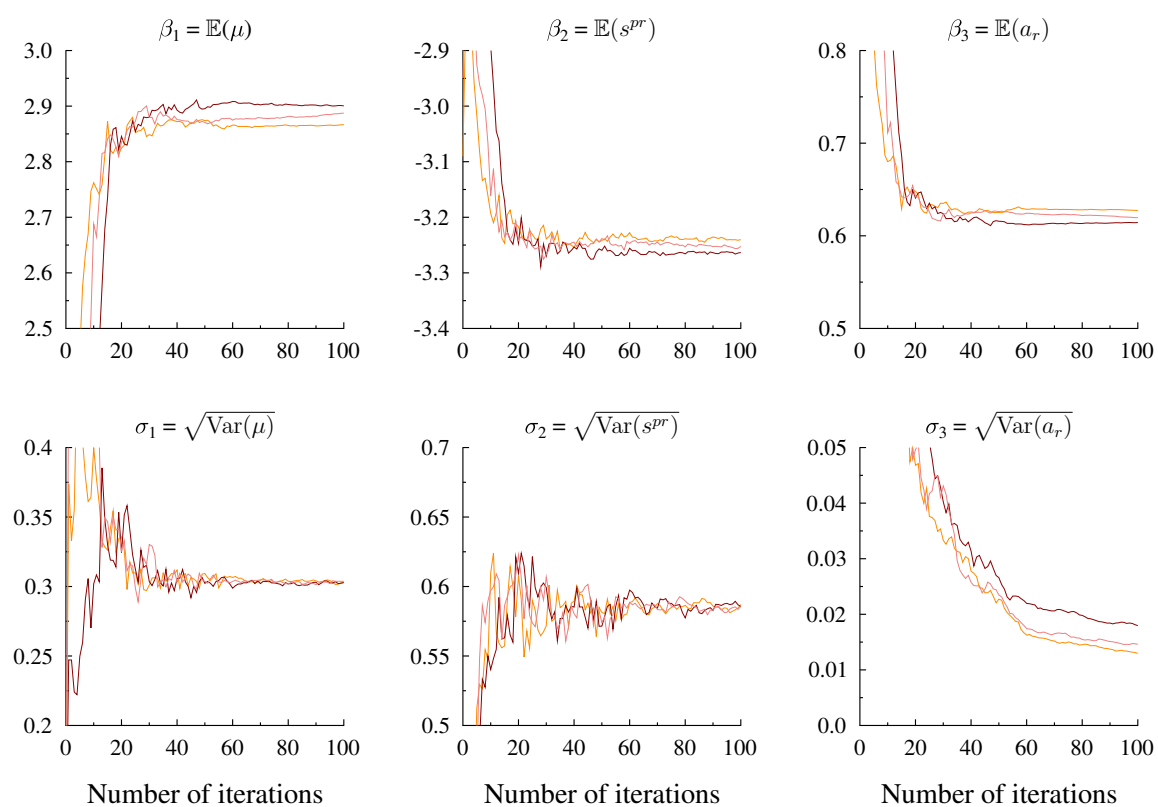 β₁ = 𝔼(μ)
3.0
2.9
2.8
2.7
2.6
2.5
0 20 40 60 80 100
β₂ = 𝔼(sᵖʳ)
-2.9
-3.0
-3.1
-3.2
-3.3
-3.4
0 20 40 60 80 100
β₃ = 𝔼(aᵣ)
0.8
0.7
0.6
0.5
0 20 40 60 80 100
σ₁ = √Var(μ)
0.4
0.35
0.3
0.25
0.2
0 20 40 60 80 100
Number of iterations
σ₂ = √Var(sᵖʳ)
0.7
0.65
0.6
0.55
0.5
0 20 40 60 80 100
Number of iterations
σ₃ = √Var(aᵣ)
0.05
0.04
0.03
0.02
0.01
0.0
0 20 40 60 80 100
Number of iterations